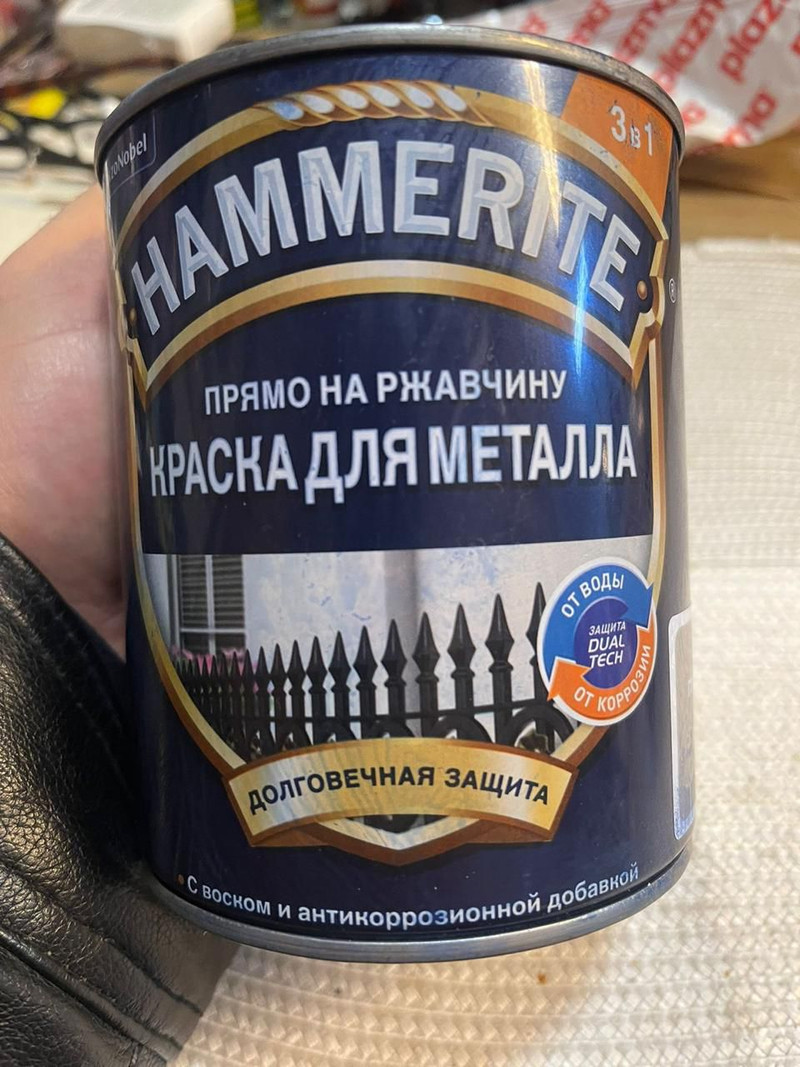 3 в 1
HAMMERITE
®
ПРЯМО НА РЖАВЧИНУ
КРАСКА ДЛЯ МЕТАЛЛА
ОТ ВОДЫ
ЗАЩИТА
DUAL
TECH
ОТ КОРРОЗИИ
ДОЛГОВЕЧНАЯ ЗАЩИТА
• С воском и антикоррозионной добавкой
plazma